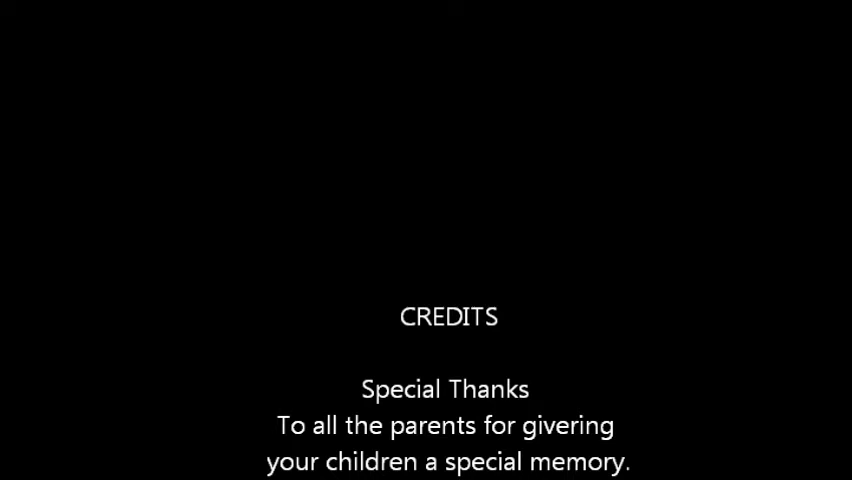 CREDITS
Special Thanks
To all the parents for givering
your children a special memory.